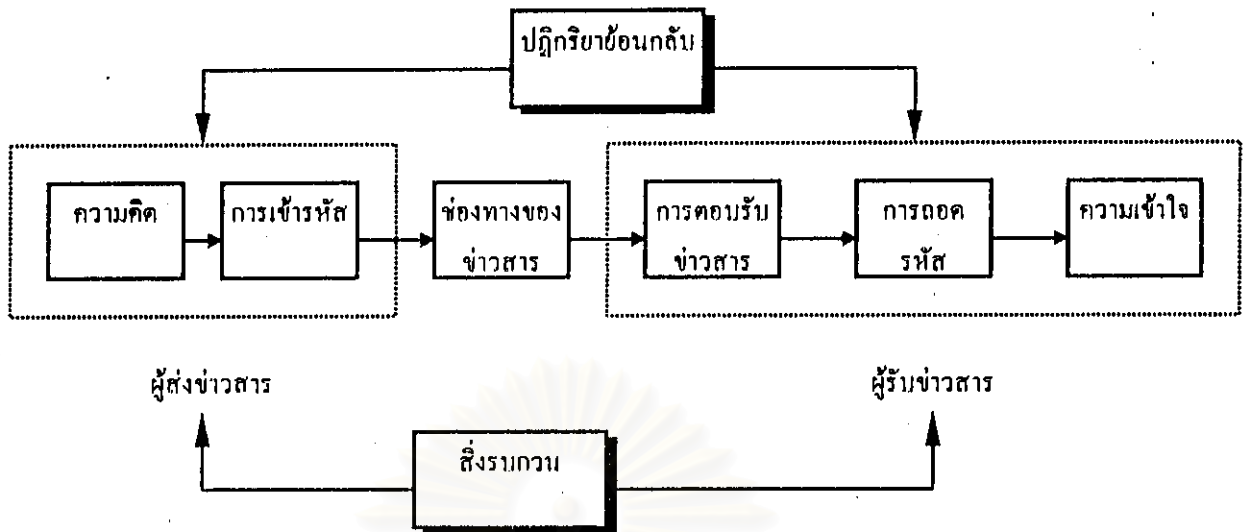 ปฏิกริยาย้อนกลับ
ความคิด
การเข้ารหัส
ช่องทางของ
ข่าวสาร
การตอบรับ
ข่าวสาร
การถอด
รหัส
ความเข้าใจ
ผู้ส่งข่าวสาร
ผู้รับข่าวสาร
สิ่งรบกวน